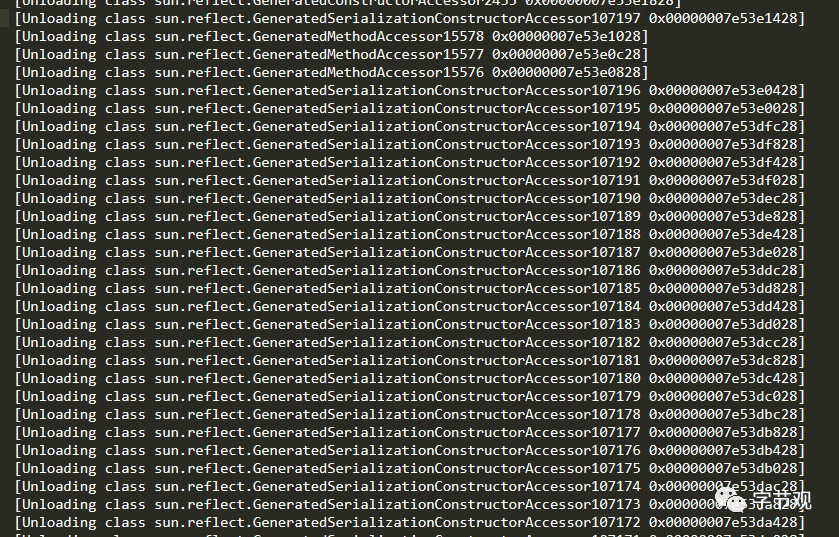 [Unloading class sun.reflect.GeneratedConstructorAccessor2455 0x00000007e53e1828]
[Unloading class sun.reflect.GeneratedSerializationConstructorAccessor107197 0x00000007e53e1428]
[Unloading class sun.reflect.GeneratedMethodAccessor15578 0x00000007e53e1028]
[Unloading class sun.reflect.GeneratedMethodAccessor15577 0x00000007e53e0c28]
[Unloading class sun.reflect.GeneratedMethodAccessor15576 0x00000007e53e0828]
[Unloading class sun.reflect.GeneratedSerializationConstructorAccessor107196 0x00000007e53e0428]
[Unloading class sun.reflect.GeneratedSerializationConstructorAccessor107195 0x00000007e53e0028]
[Unloading class sun.reflect.GeneratedSerializationConstructorAccessor107194 0x00000007e53dfc28]
[Unloading class sun.reflect.GeneratedSerializationConstructorAccessor107193 0x00000007e53df828]
[Unloading class sun.reflect.GeneratedSerializationConstructorAccessor107192 0x00000007e53df428]
[Unloading class sun.reflect.GeneratedSerializationConstructorAccessor107191 0x00000007e53df028]
[Unloading class sun.reflect.GeneratedSerializationConstructorAccessor107190 0x00000007e53dec28]
[Unloading class sun.reflect.GeneratedSerializationConstructorAccessor107189 0x00000007e53de828]
[Unloading class sun.reflect.GeneratedSerializationConstructorAccessor107188 0x00000007e53de428]
[Unloading class sun.reflect.GeneratedSerializationConstructorAccessor107187 0x00000007e53de028]
[Unloading class sun.reflect.GeneratedSerializationConstructorAccessor107186 0x00000007e53ddc28]
[Unloading class sun.reflect.GeneratedSerializationConstructorAccessor107185 0x00000007e53dd828]
[Unloading class sun.reflect.GeneratedSerializationConstructorAccessor107184 0x00000007e53dd428]
[Unloading class sun.reflect.GeneratedSerializationConstructorAccessor107183 0x00000007e53dd028]
[Unloading class sun.reflect.GeneratedSerializationConstructorAccessor107182 0x00000007e53dcc28]
[Unloading class sun.reflect.GeneratedSerializationConstructorAccessor107181 0x00000007e53dc828]
[Unloading class sun.reflect.GeneratedSerializationConstructorAccessor107180 0x00000007e53dc428]
[Unloading class sun.reflect.GeneratedSerializationConstructorAccessor107179 0x00000007e53dc028]
[Unloading class sun.reflect.GeneratedSerializationConstructorAccessor107178 0x00000007e53dbc28]
[Unloading class sun.reflect.GeneratedSerializationConstructorAccessor107177 0x00000007e53db828]
[Unloading class sun.reflect.GeneratedSerializationConstructorAccessor107176 0x00000007e53db428]
[Unloading class sun.reflect.GeneratedSerializationConstructorAccessor107175 0x00000007e53db028]
[Unloading class sun.reflect.GeneratedSerializationConstructorAccessor107174 0x00000007e53dac28]
[Unloading class sun.reflect.GeneratedSerializationConstructorAccessor107173
字节观
[Unloading class sun.reflect.GeneratedSerializationConstructorAccessor107172 0x00000007e53da428]